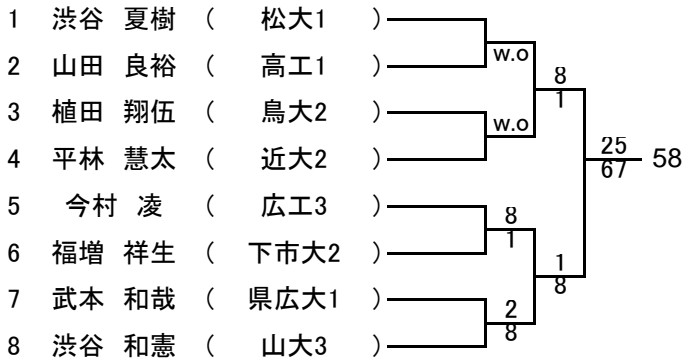 1 渋谷 夏樹 ( 松大1 )
w.o
2 山田 良裕 ( 高工1 )
8
1
3 植田 翔伍 ( 鳥大2 )
w.o
4 平林 慧太 ( 近大2 )
25
67
58
5 今村 凌 ( 広工3 )
8
1
6 福増 祥生 ( 下市大2 )
1
8
7 武本 和哉 ( 県広大1 )
2
8
8 渋谷 和憲 ( 山大3 )